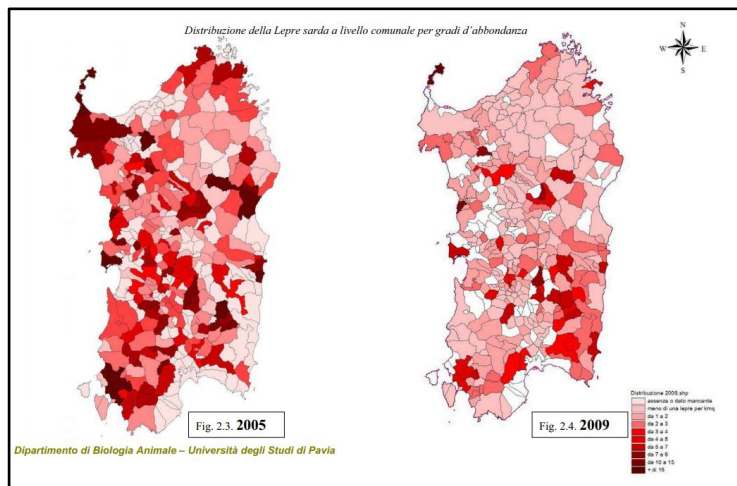 Distribuzione della Lepre sarda a livello comunale per gradi d'abbondanza
N
W E
S
Fig. 2.3. 2005
Fig. 2.4. 2009
Distribuzione 2009.shp
assenza o dato mancante
meno di una lepre per kmq
da 1 a 2
da 2 a 3
da 3 a 4
da 4 a 5
da 5 a 7
da 7 a 9
da 10 a 15
+ di 15
Dipartimento di Biologia Animale – Università degli Studi di Pavia